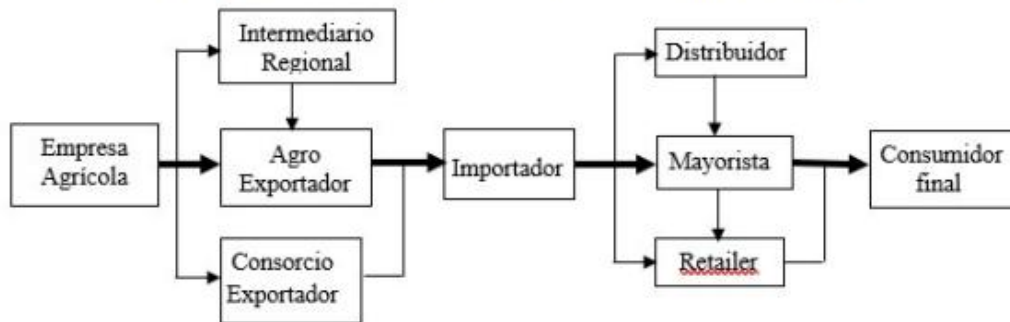 Intermediario
Regional
Distribuidor
Empresa
Agrícola
Agro
Exportador
Importador
Mayorista
Consumidor
final
Consorcio
Exportador
Retailer